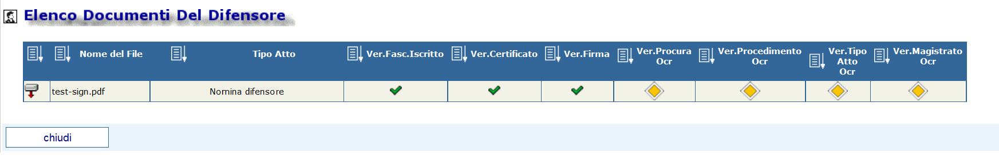 Elenco Documenti Del Difensore
Nome del File
Tipo Atto
Ver.Fasc.Iscritto
Ver.Certificato
Ver.Firma
Ver.Procura
Ocr
Ver.Procedimento
Ocr
Ver.Tipo
Atto
Ocr
Ver.Magistrato
Ocr
test-sign.pdf
Nomina difensore
chiudi